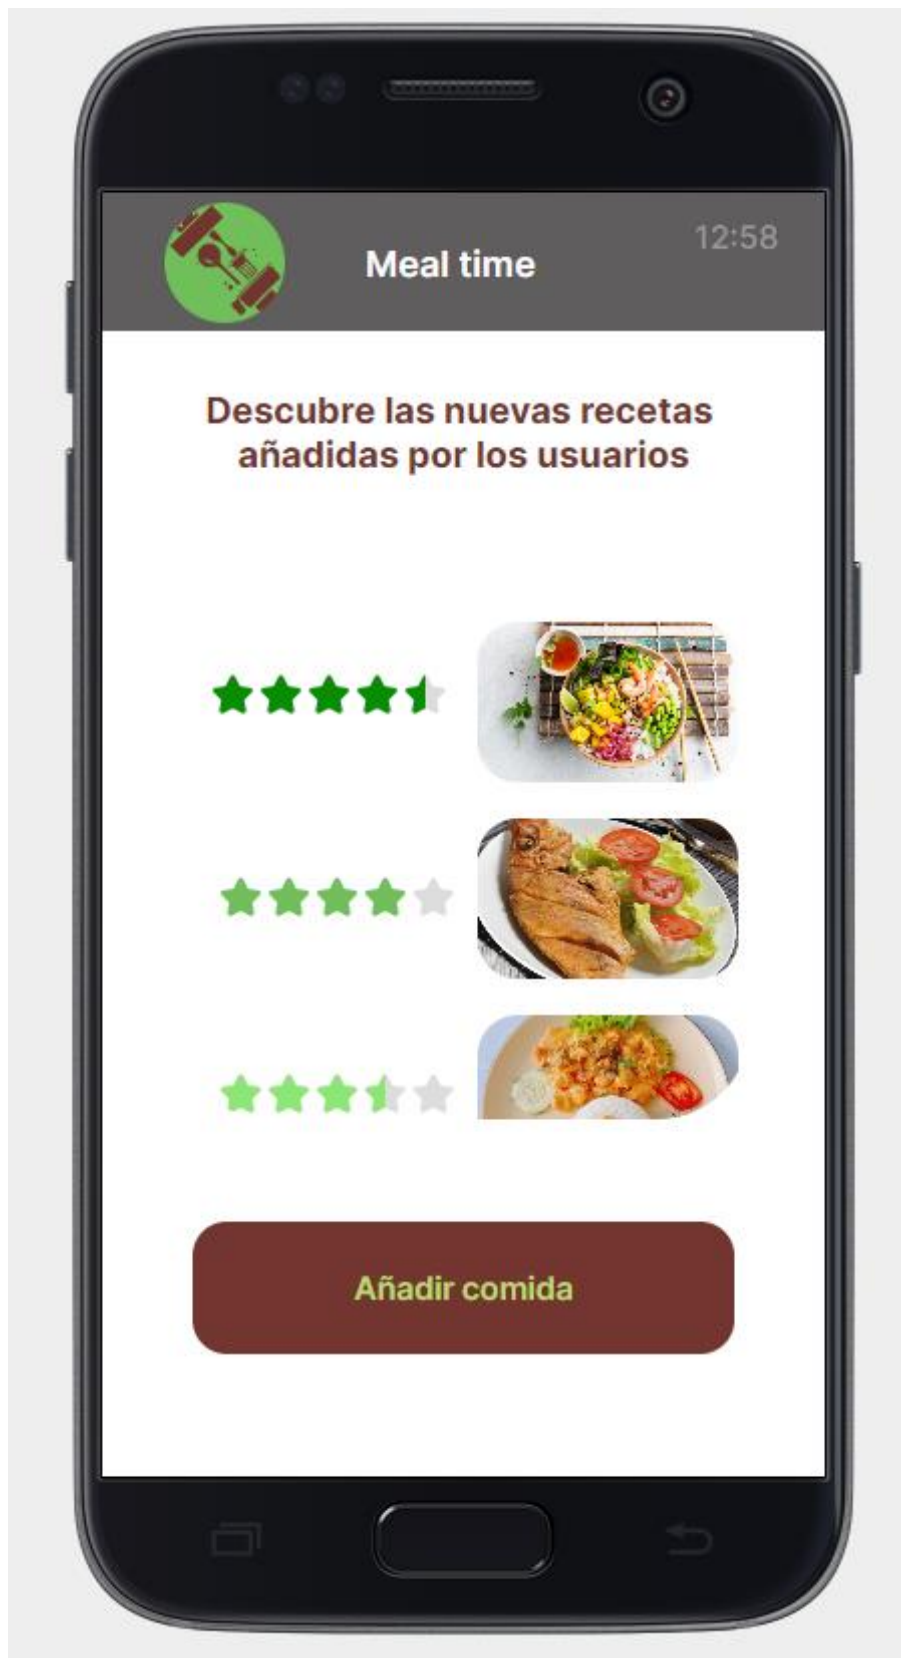 Meal time
12:58
Descubre las nuevas recetas
añadidas por los usuarios
Añadir comida